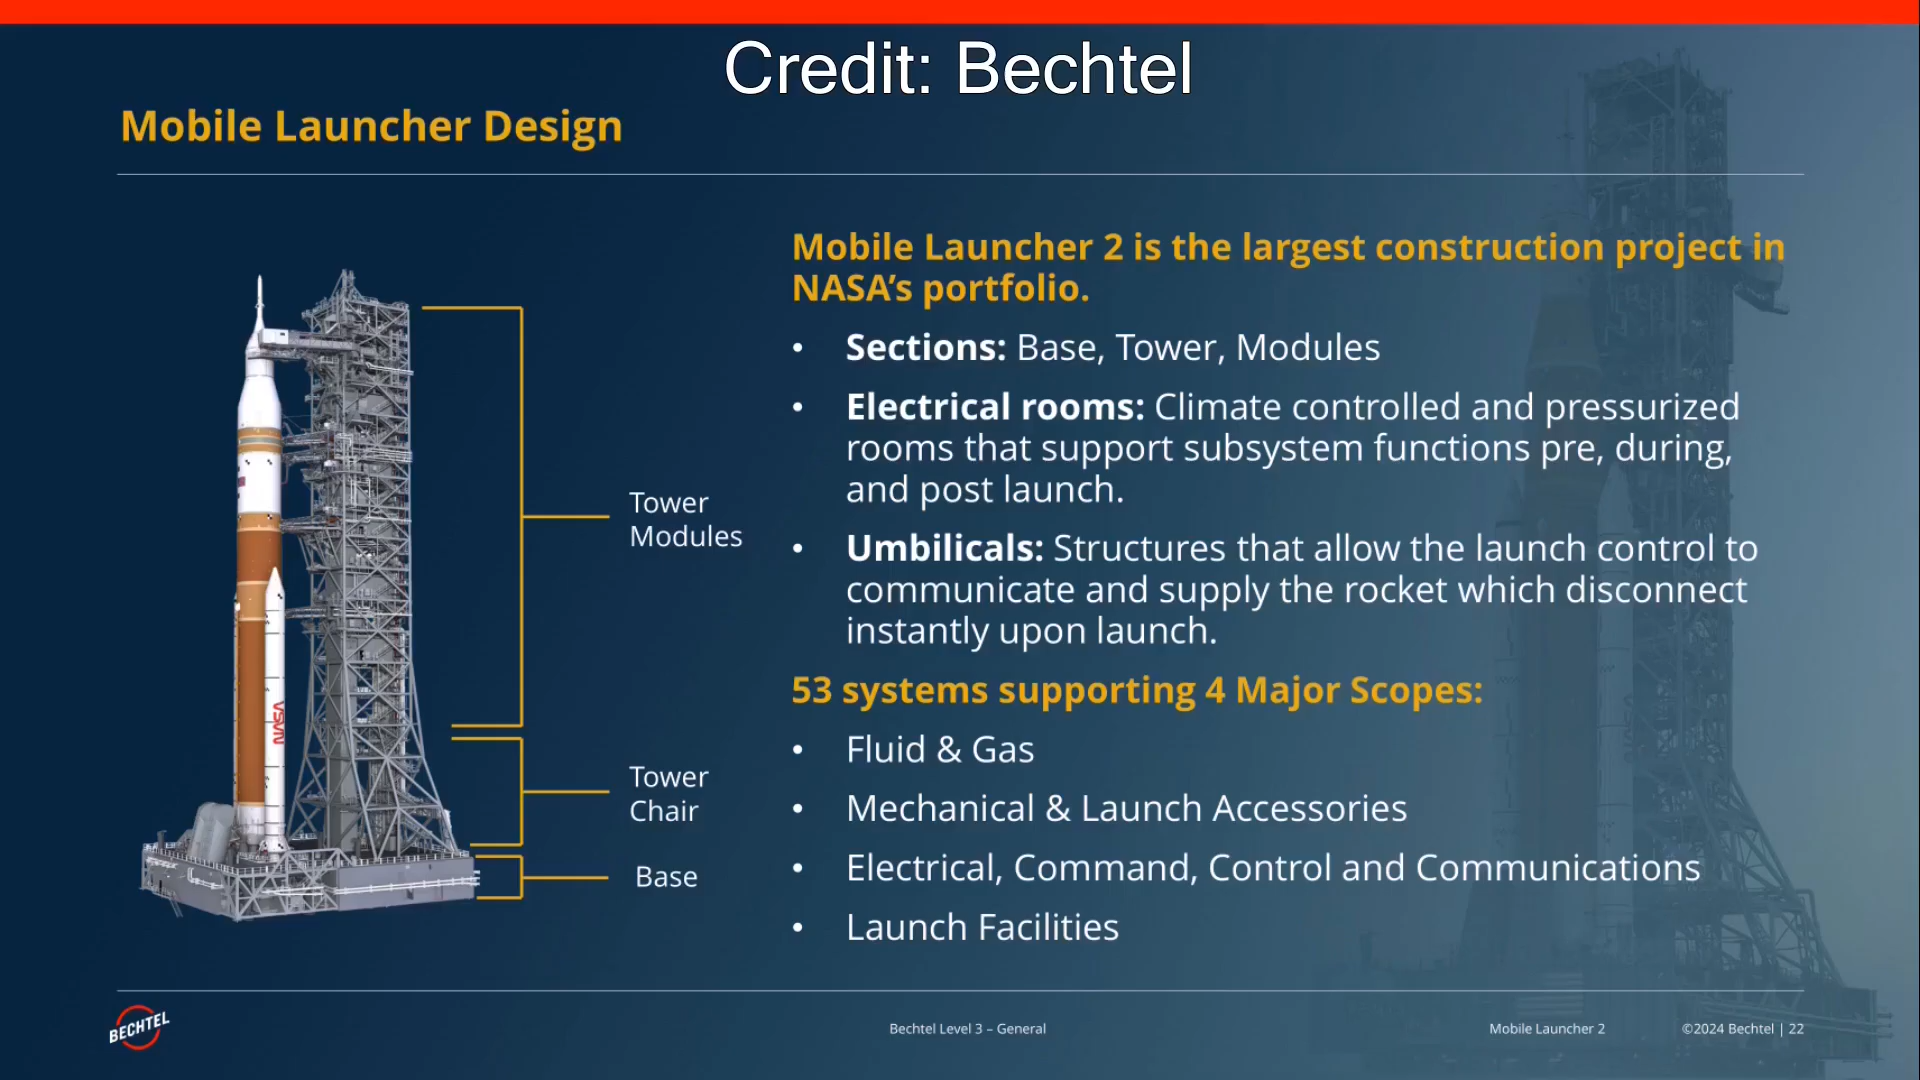 Credit: Bechtel
Mobile Launcher Design
Mobile Launcher 2 is the largest construction project in
NASA’s portfolio.
• Sections: Base, Tower, Modules
• Electrical rooms: Climate controlled and pressurized
rooms that support subsystem functions pre, during,
and post launch.
• Umbilicals: Structures that allow the launch control to
communicate and supply the rocket which disconnect
instantly upon launch.
53 systems supporting 4 Major Scopes:
• Fluid & Gas
• Mechanical & Launch Accessories
• Electrical, Command, Control and Communications
• Launch Facilities
Tower
Modules
Tower
Chair
Base
NASA
BECHTEL
Bechtel Level 3 – General
Mobile Launcher 2
©2024 Bechtel | 22